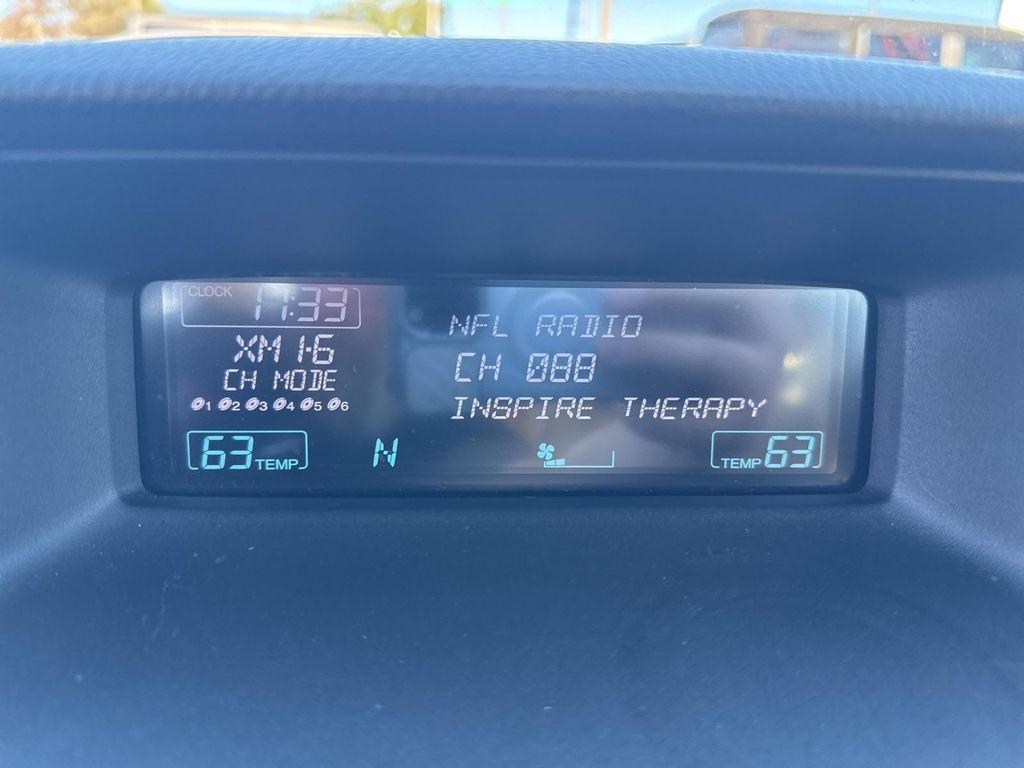 CLOCK 11:33
XM 1-6
CH MODE
1 2 3 4 5 6
NFL RADIO
CH 088
INSPIRE THERAPY
63 TEMP
N
TEMP 63